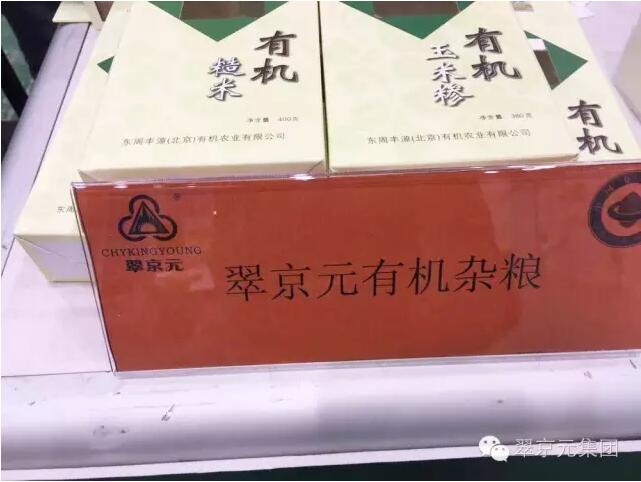 有机
糙米
净含量 400克
东周丰源(北京)有机农业有限公司
有机
玉米糁
净含量 380克
东周丰源(北京)有机农业有限公司
有机
东周
®
CHYKINGYOUNG
翠京元
翠京元有机杂粮
翠京元集团